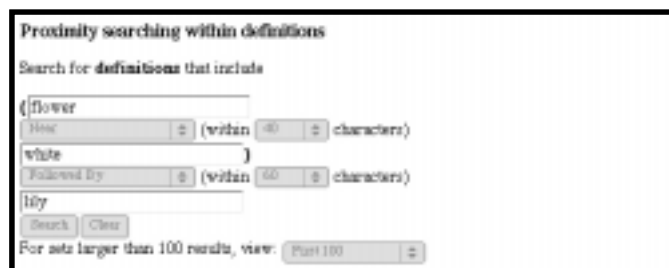 Proximity searching within definitions
Search for definitions that include
(flower
Near (within 40 characters)
white )
Followed By (within 60 characters)
lily
Search Clear
For sets larger than 100 results, view: First 100